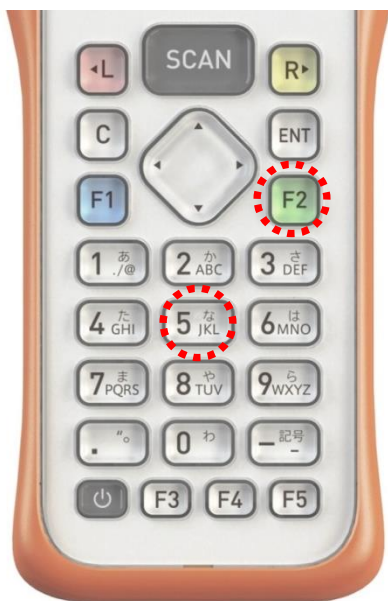 L SCAN R
C ENT
F1 F2
1 あ ./@ 2 か ABC 3 さ DEF
4 た GHI 5 な JKL 6 は MNO
7 ま PQRS 8 や TUV 9 ら WXYZ
. ゛。 0 わ ー 記号 −
F3 F4 F5